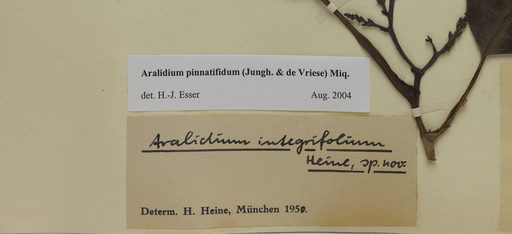 Aralidium pinnatifidum (Jungh. & de Vriese) Miq.
det. H.-J. Esser Aug. 2004
Aralidium integrifolium
Heine, sp. nov.
Determ. H. Heine, München 1950.